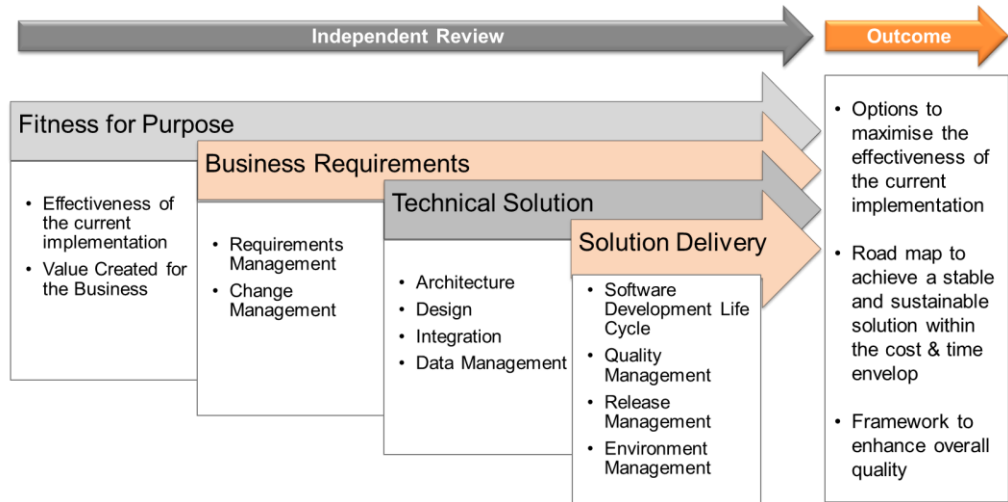 Independent Review
Outcome
Fitness for Purpose
• Effectiveness of
the current
implementation
• Value Created for
the Business
Business Requirements
• Requirements
Management
• Change
Management
Technical Solution
• Architecture
• Design
• Integration
• Data Management
Solution Delivery
• Software
Development Life
Cycle
• Quality
Management
• Release
Management
• Environment
Management
• Options to
maximise the
effectiveness of
the current
implementation
• Road map to
achieve a stable
and sustainable
solution within
the cost & time
envelop
• Framework to
enhance overall
quality